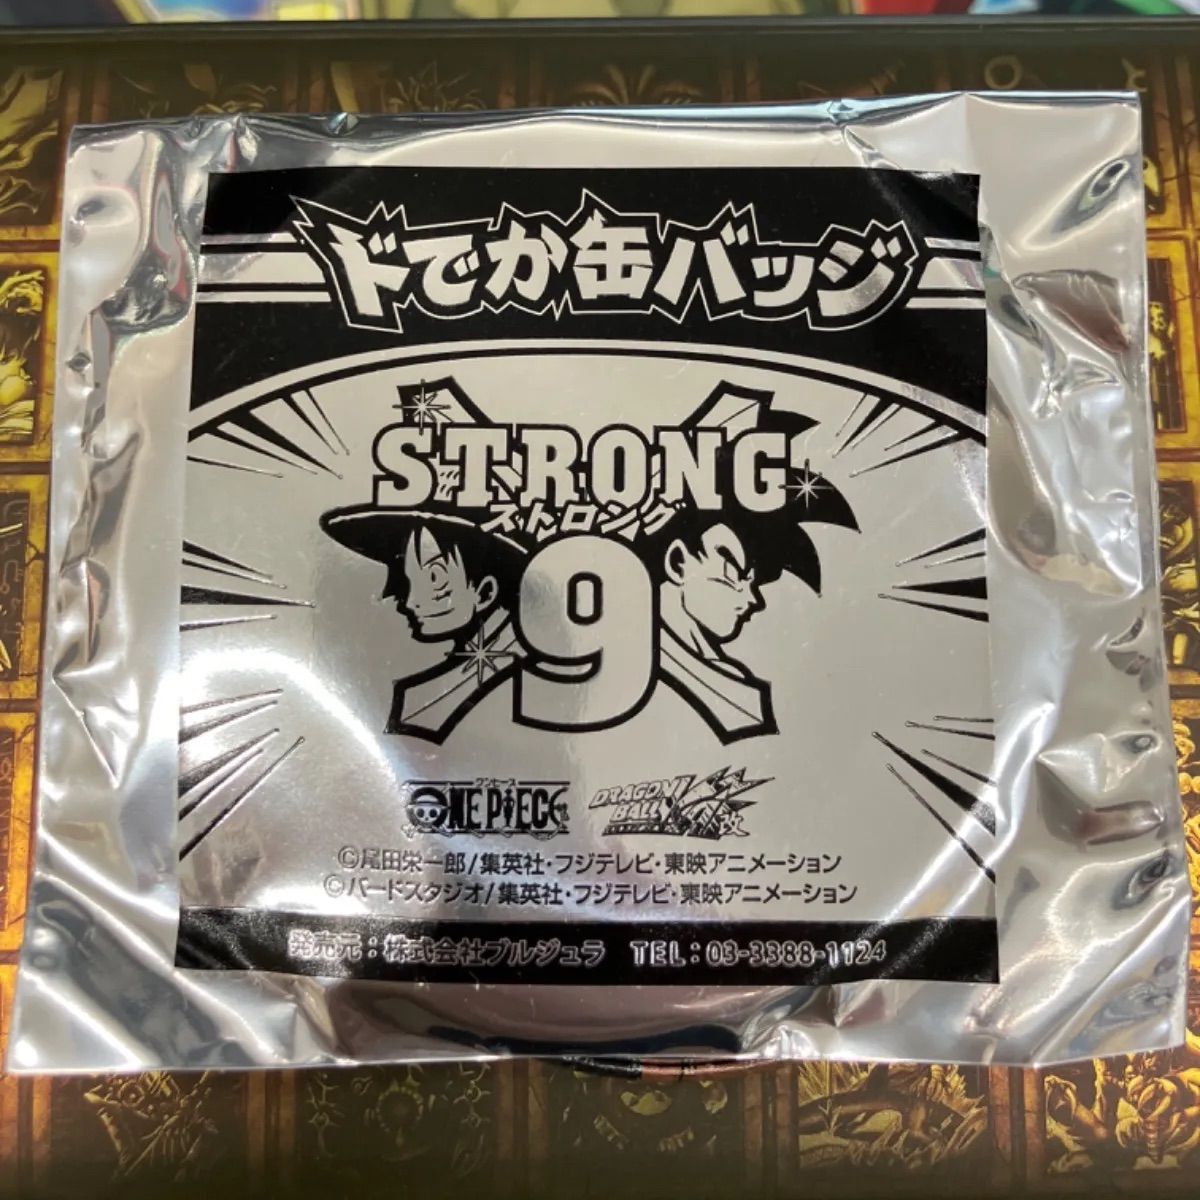 ドでか缶バッジ
STRONG
ストロング
9
ワンピース
ONE PIECE
DRAGON BALL 改
©尾田栄一郎/集英社・フジテレビ・東映アニメーション
©バードスタジオ/集英社・フジテレビ・東映アニメーション
発売元：株式会社ブルジュラ TEL：03-3388-1124